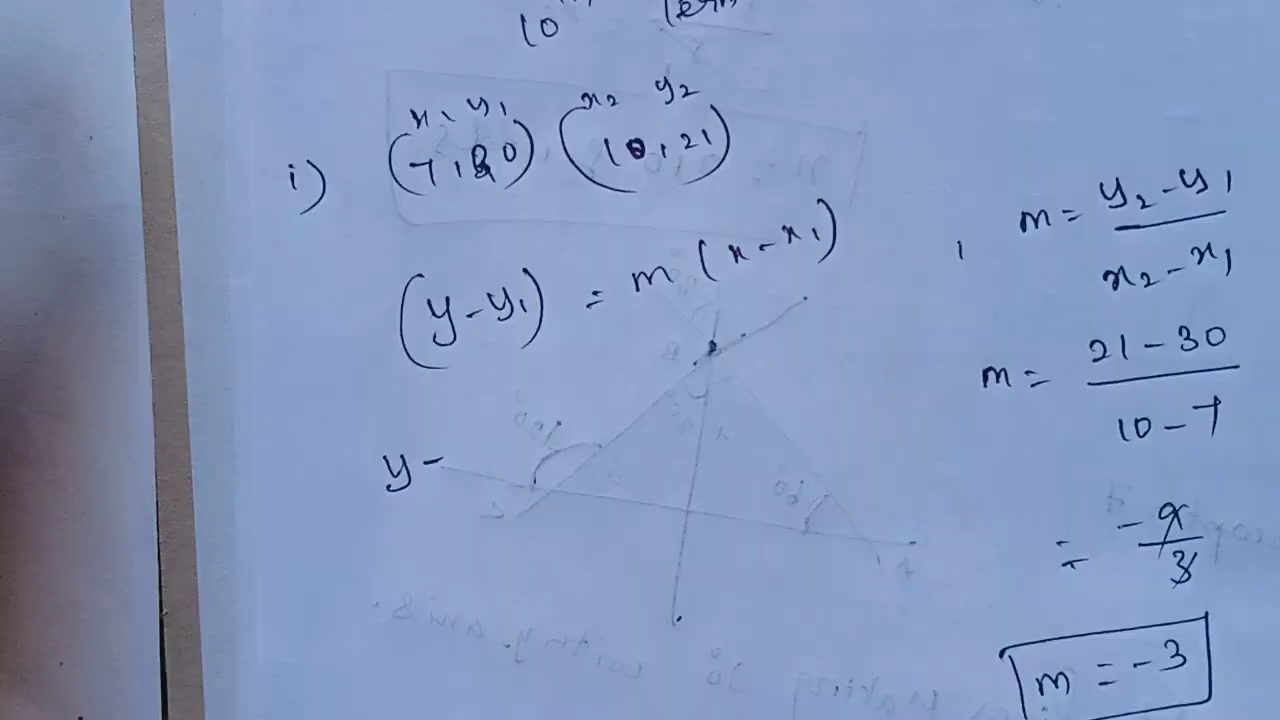 10
x₁ y₁ x₂ y₂
i) (7, 30) (10, 21)
(y - y₁) = m (x - x₁) , m = y₂ - y₁ / x₂ - x₁
m = 21 - 30 / 10 - 7
y -
= -9 / 3
m = -3